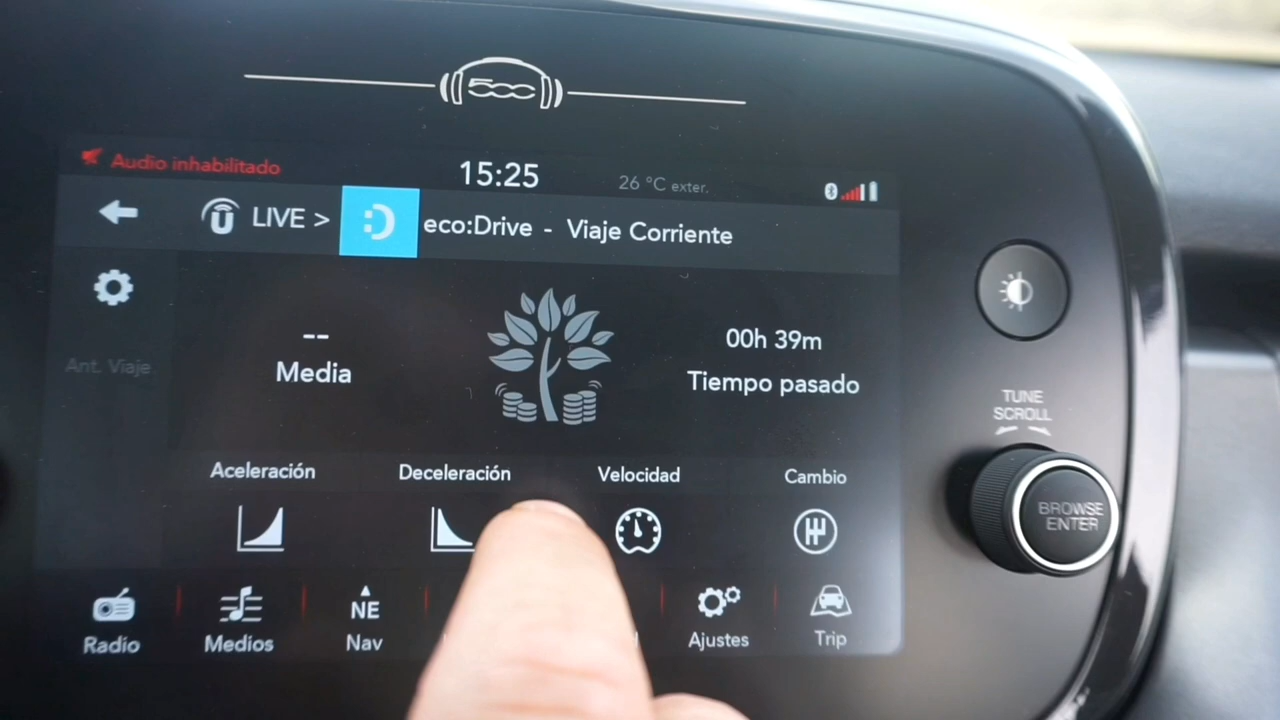 500
Audio inhabilitado
15:25
26 °C exter.
LIVE >
eco:Drive - Viaje Corriente
Ant. Viaje
--
Media
00h 39m
Tiempo pasado
Aceleración
Deceleración
Velocidad
Cambio
Radio
Medios
NE
Nav
Ajustes
Trip
TUNE
SCROLL
BROWSE
ENTER